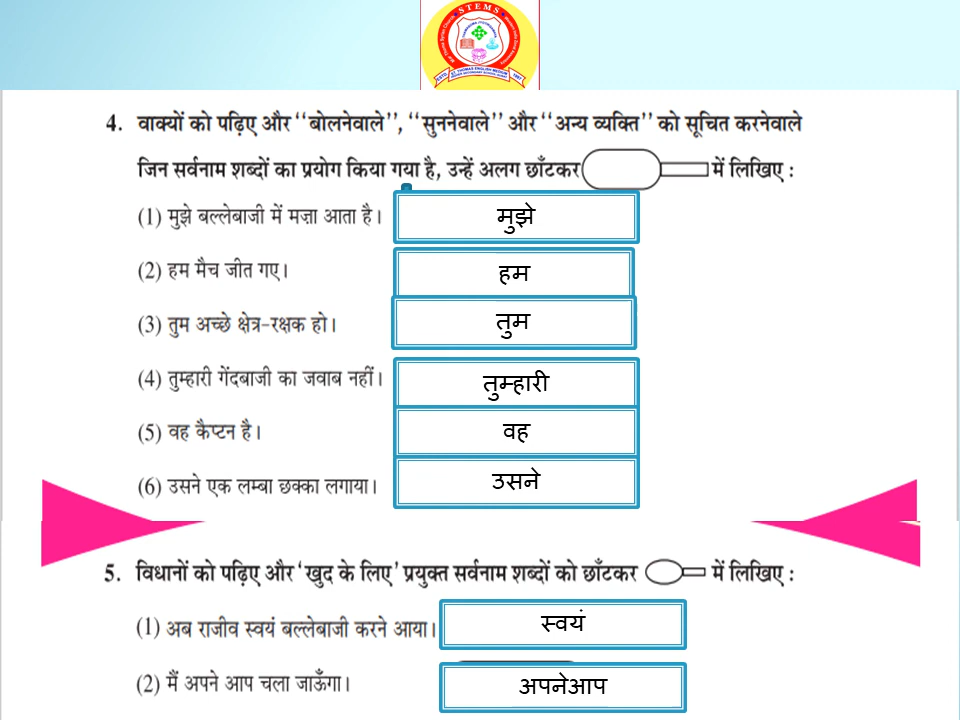 STEMS
4. वाक्यों को पढ़िए और "बोलनेवाले", "सुननेवाले" और "अन्य व्यक्ति" को सूचित करनेवाले
जिन सर्वनाम शब्दों का प्रयोग किया गया है, उन्हें अलग छाँटकर में लिखिए :
(1) मुझे बल्लेबाजी में मज़ा आता है। मुझे
(2) हम मैच जीत गए। हम
(3) तुम अच्छे क्षेत्र-रक्षक हो। तुम
(4) तुम्हारी गेंदबाजी का जवाब नहीं। तुम्हारी
(5) वह कैप्टन है। वह
(6) उसने एक लम्बा छक्का लगाया। उसने
5. विधानों को पढ़िए और 'खुद के लिए' प्रयुक्त सर्वनाम शब्दों को छाँटकर में लिखिए :
(1) अब राजीव स्वयं बल्लेबाजी करने आया। स्वयं
(2) मैं अपने आप चला जाऊँगा। अपनेआप